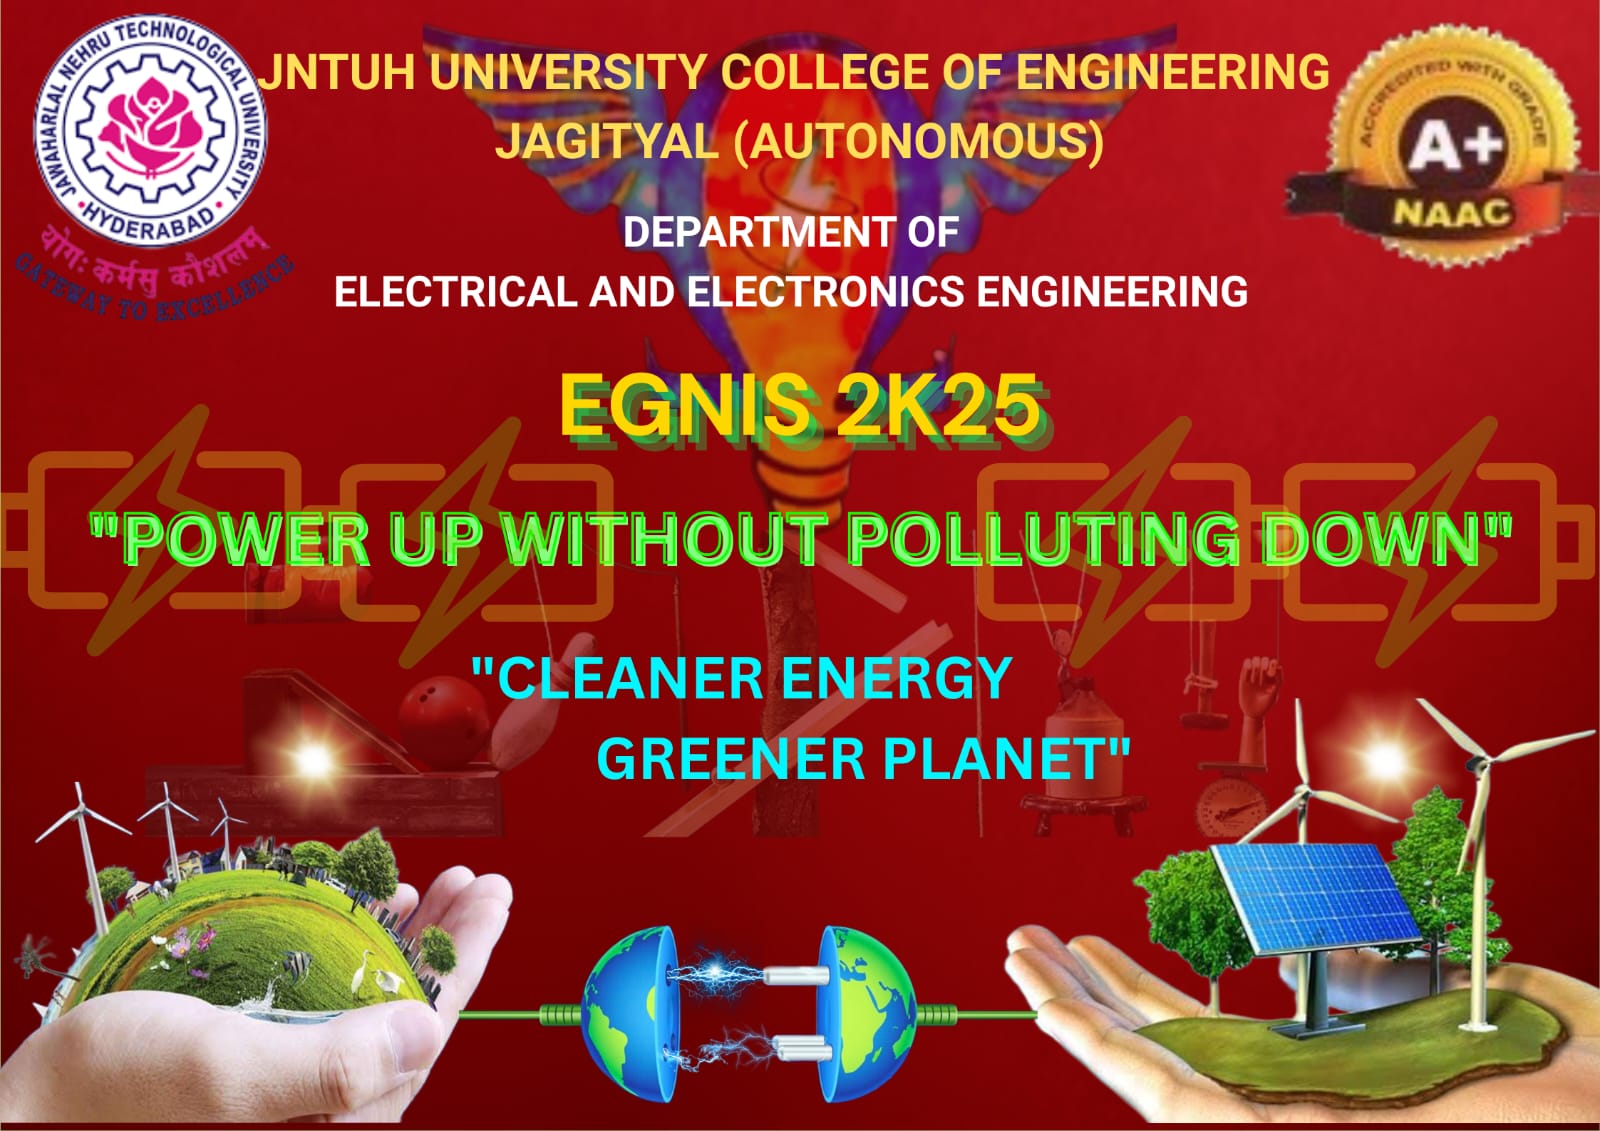 JAWAHARLAL NEHRU TECHNOLOGICAL UNIVERSITY
HYDERABAD
योगः कर्मसु कौशलम्
GATEWAY TO EXCELLENCE
JNTUH UNIVERSITY COLLEGE OF ENGINEERING
JAGITYAL (AUTONOMOUS)
ACCREDITED WITH GRADE
A+
NAAC
DEPARTMENT OF
ELECTRICAL AND ELECTRONICS ENGINEERING
EGNIS 2K25
"POWER UP WITHOUT POLLUTING DOWN"
"CLEANER ENERGY
GREENER PLANET"